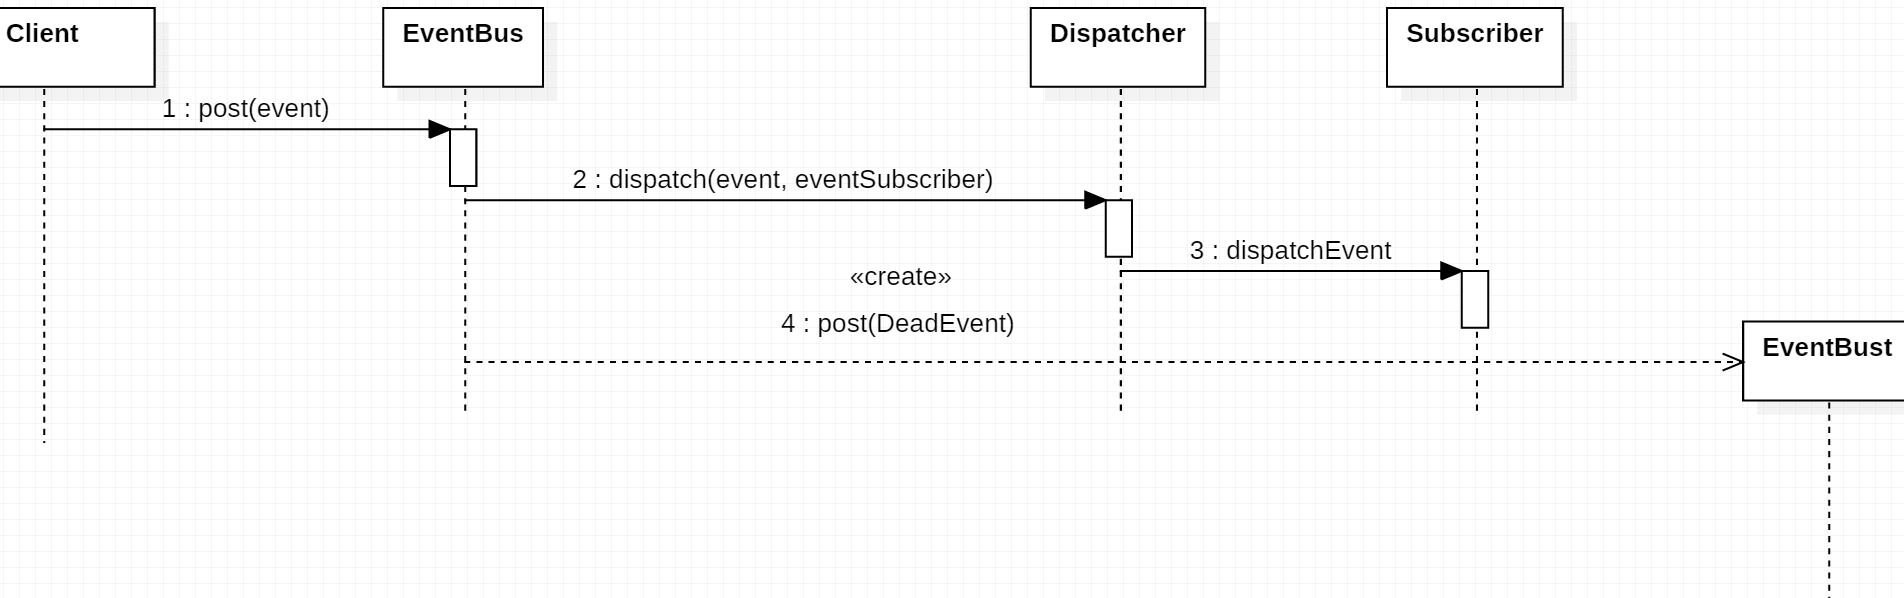 Client
EventBus
Dispatcher
Subscriber
1 : post(event)
2 : dispatch(event, eventSubscriber)
3 : dispatchEvent
«create»
4 : post(DeadEvent)
EventBust